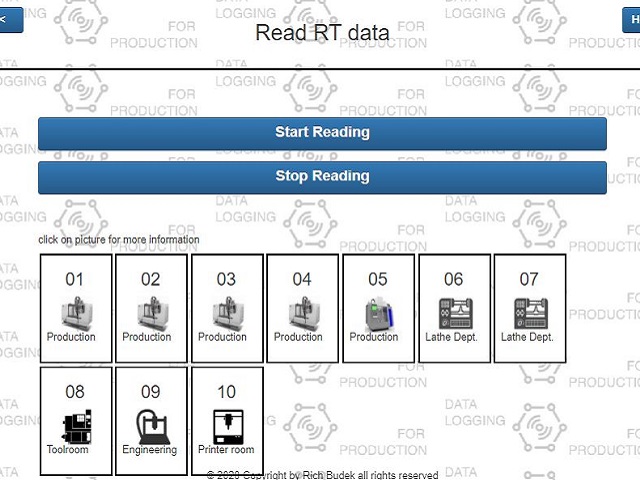 <
Read RT data
H
Start Reading
Stop Reading
click on picture for more information
01 02 03 04 05 06 07
Production Production Production Production Production Lathe Dept. Lathe Dept.
08 09 10
Toolroom Engineering Printer room
© 2020 Copyright by Rich Budek all rights reserved
DATA LOGGING FOR PRODUCTION